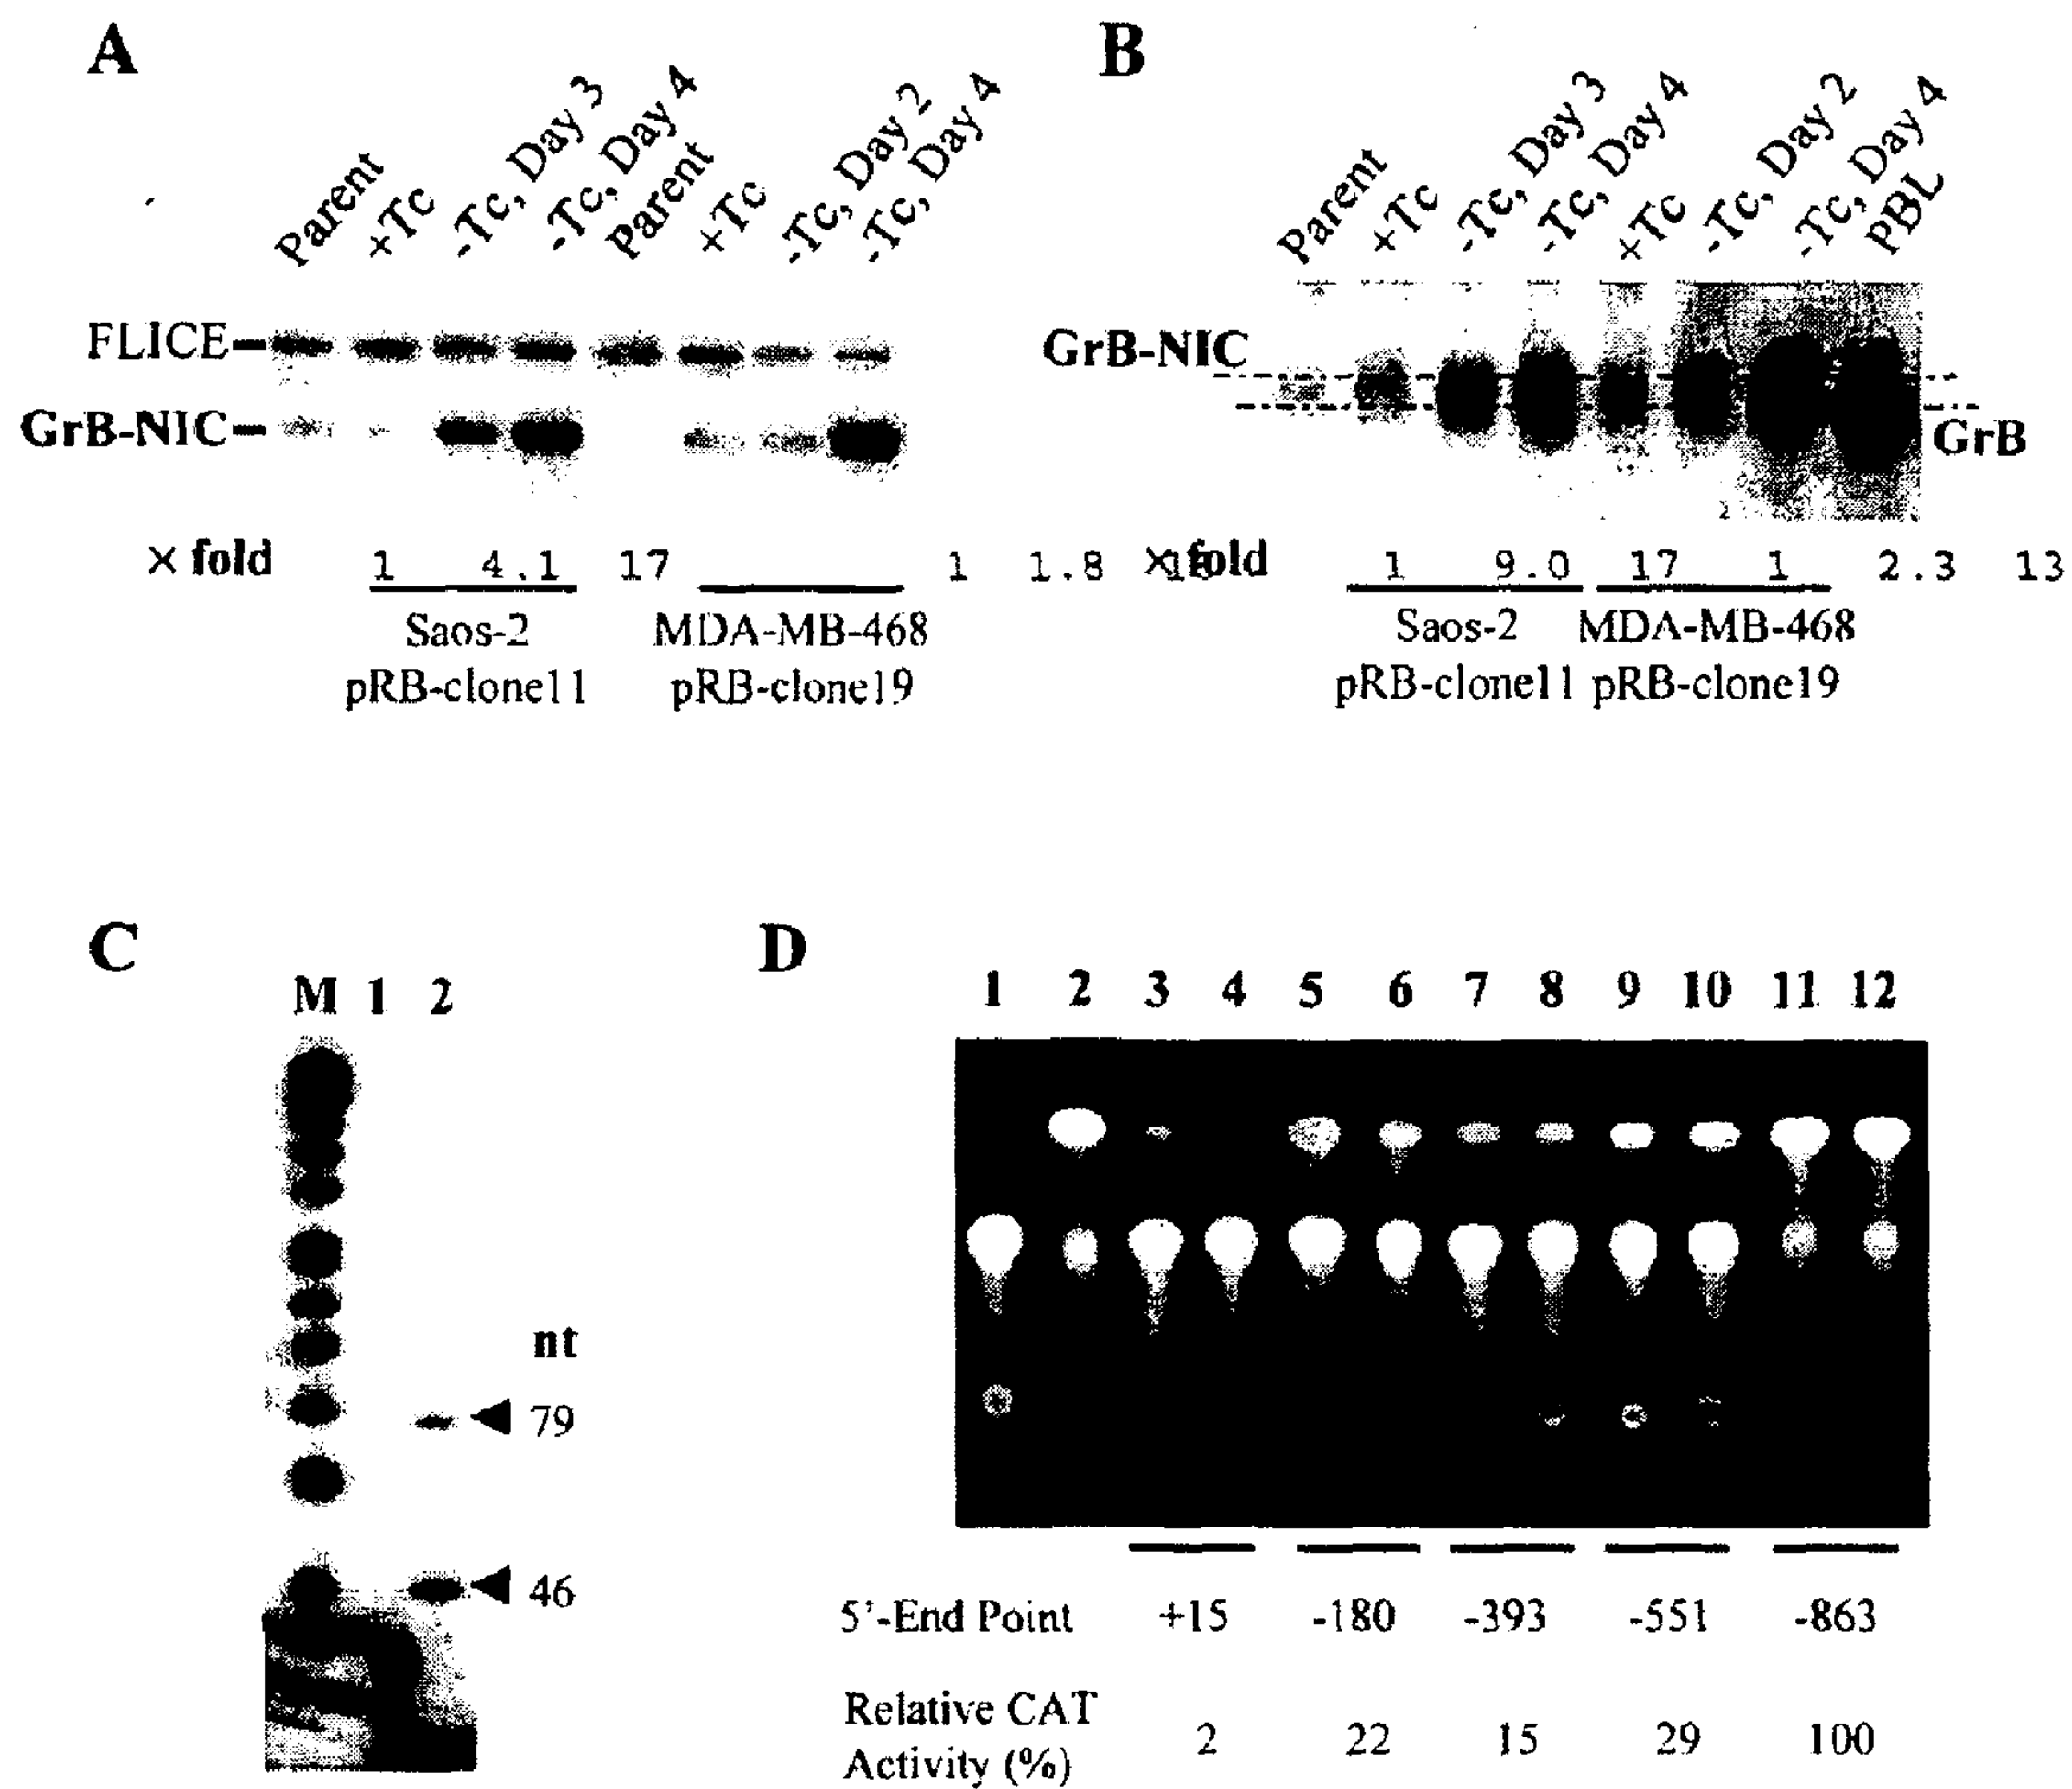 A
Parent
+Tc
-Tc, Day 3
-Tc, Day 4
Parent
+Tc
-Tc, Day 2
-Tc, Day 4
FLICE
GrB-NIC
× fold 1 4.1 17 1 1.8
Saos-2 MDA-MB-468
pRB-clone11 pRB-clone19
B
Parent
+Tc
-Tc, Day 3
-Tc, Day 4
+Tc
-Tc, Day 2
-Tc, Day 4
PBL
GrB-NIC
GrB
× fold 1 9.0 17 1 2.3 13
Saos-2 MDA-MB-468
pRB-clone11 pRB-clone19
C
M 1 2
nt
79
46
D
1 2 3 4 5 6 7 8 9 10 11 12
5'-End Point +15 -180 -393 -551 -863
Relative CAT
Activity (%) 2 22 15 29 100